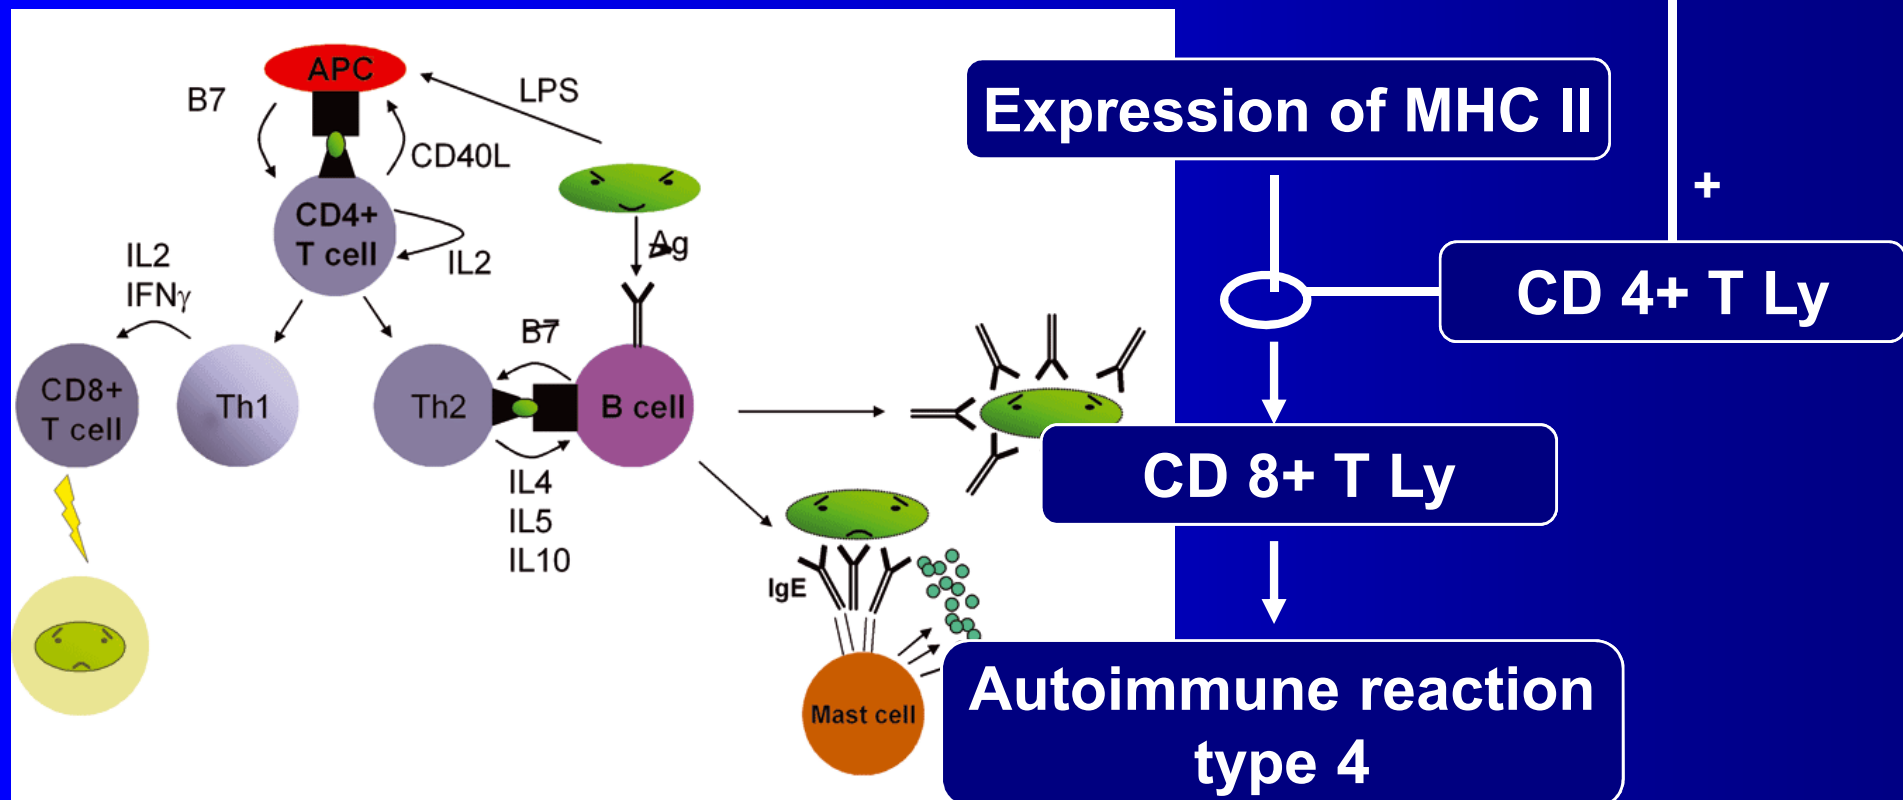 APC
B7
LPS
CD40L
CD4+
T cell
IL2
Ag
IL2
IFNγ
B7
CD8+
T cell
Th1
Th2
B cell
IL4
IL5
IL10
IgE
Mast cell
Expression of MHC II
+
CD 4+ T Ly
CD 8+ T Ly
Autoimmune reaction
type 4